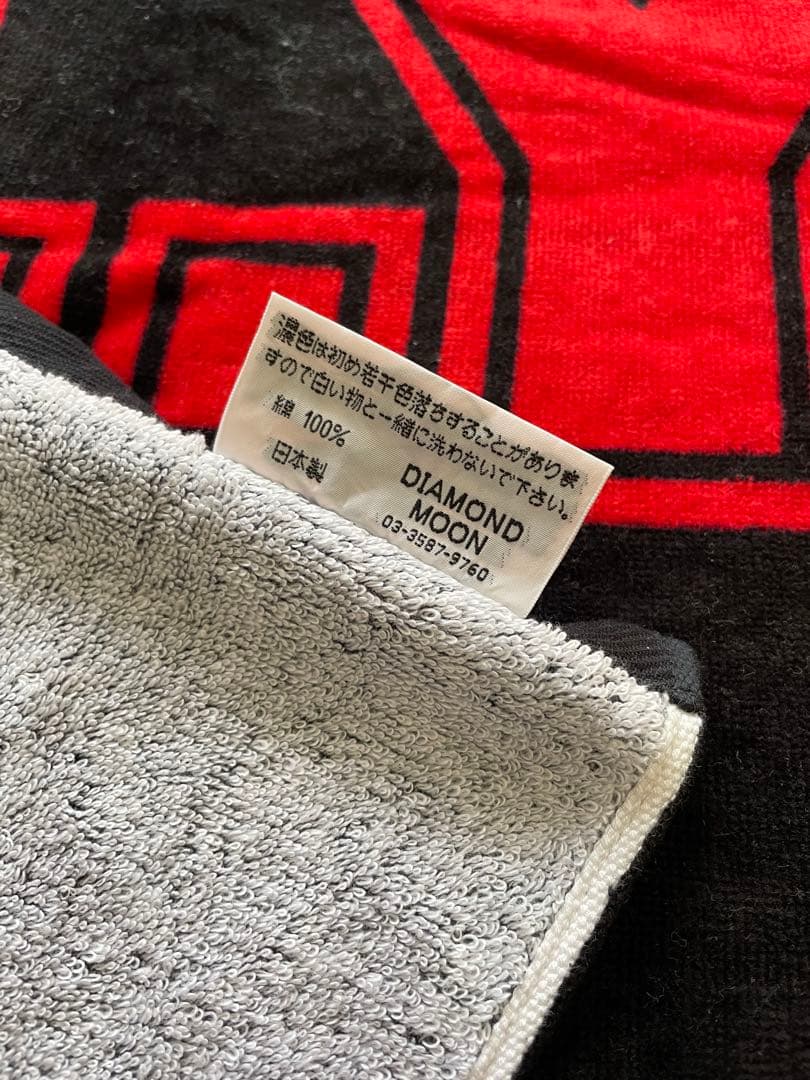 濃色は初め若干色落ちすることがありま
すので白い物と一緒に洗わないで下さい。
綿 100%
日本製
DIAMOND
MOON
03-3587-9760